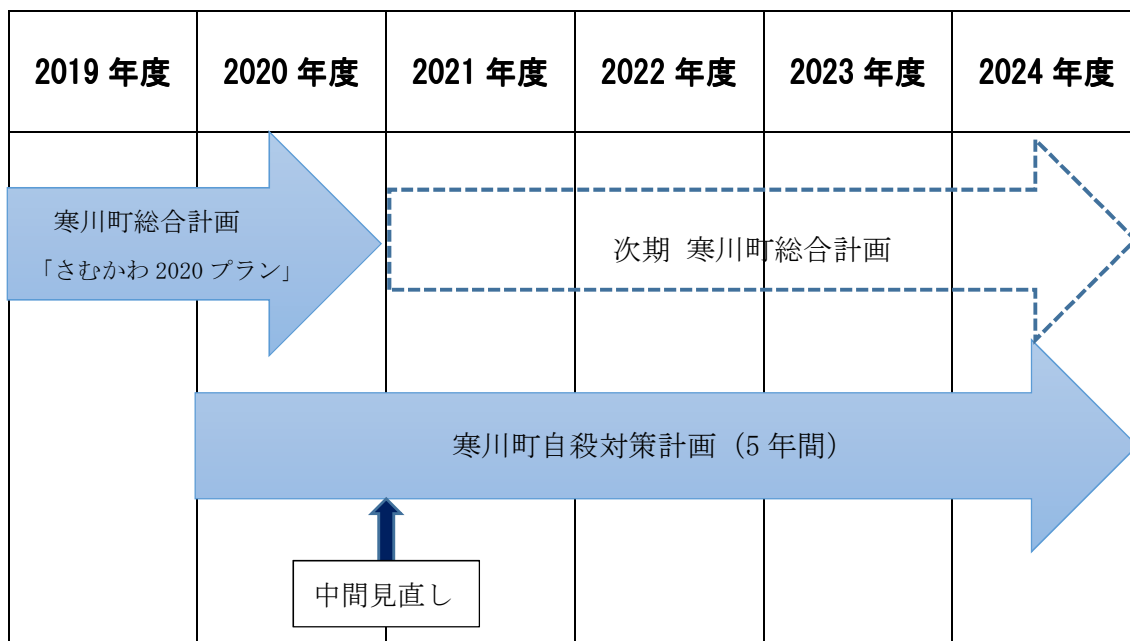 2019 年度 2020 年度 2021 年度 2022 年度 2023 年度 2024 年度
寒川町総合計画
「さむかわ 2020 プラン」
次期 寒川町総合計画
寒川町自殺対策計画（5 年間）
中間見直し